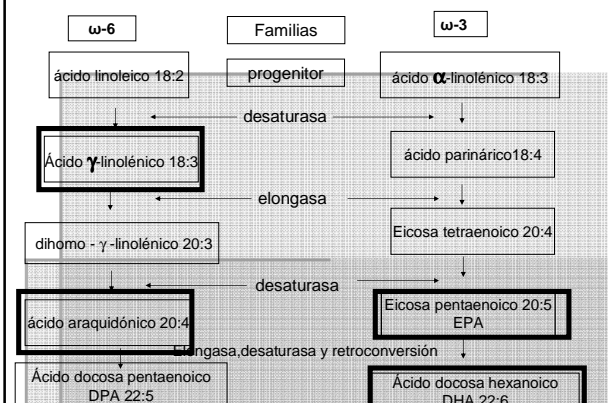 ω-6
Familias
ω-3
ácido linoleico 18:2
progenitor
ácido α-linolénico 18:3
desaturasa
Ácido γ-linolénico 18:3
ácido parinárico18:4
elongasa
dihomo - γ -linolénico 20:3
Eicosa tetraenoico 20:4
desaturasa
ácido araquidónico 20:4
Eicosa pentaenoico 20:5
EPA
Elongasa,desaturasa y retroconversión
Ácido docosa pentaenoico
DPA 22:5
Ácido docosa hexanoico
DHA 22:6